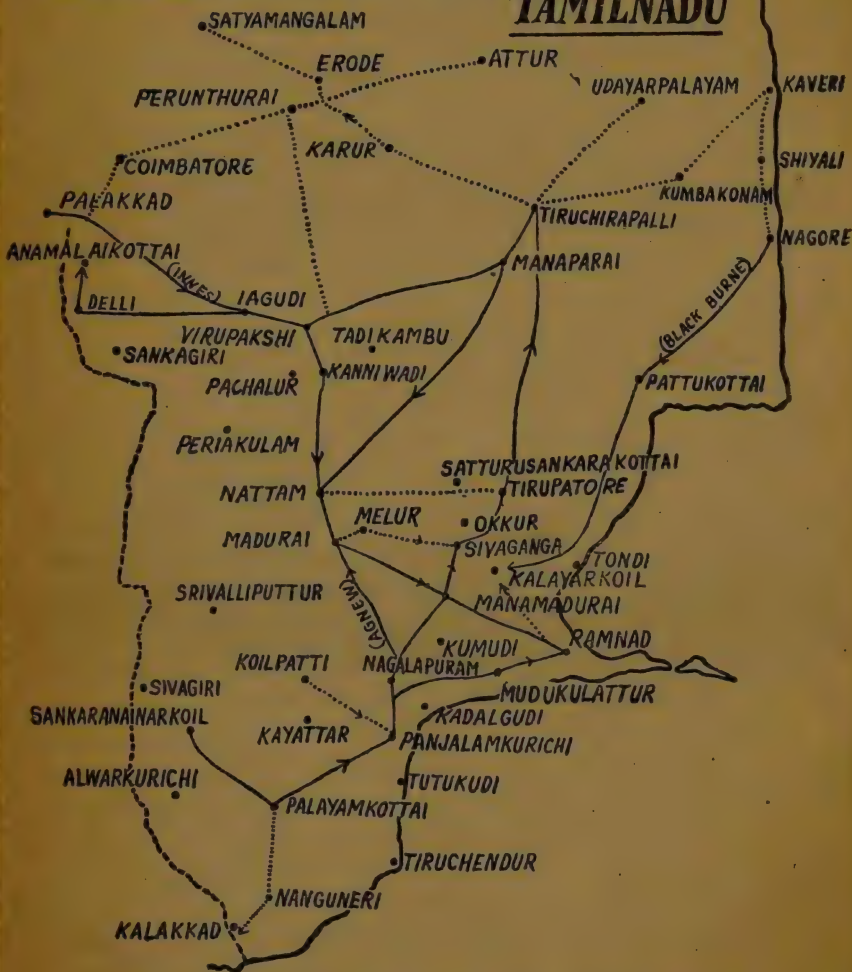 TAMILNADU
SATYAMANGALAM
ERODE
ATTUR
PERUNTHURAI
UDAYARPALAYAM
KAVERI
KARUR
COIMBATORE
SHIYALI
KUMBAKONAM
PALAKKAD
TIRUCHIRAPALLI
NAGORE
ANAMALAIKOTTAI
MANAPARAI
(INNES)
(BLACK BURNE)
DELLI
IAGUDI
VIRUPAKSHI
TADIKAMBU
SANKAGIRI
KANNIWADI
PACHALUR
PATTUKOTTAI
PERIAKULAM
SATTURUSANKARAKOTTAI
NATTAM
TIRUPATORE
MELUR
OKKUR
MADURAI
SIVAGANGA
TONDI
KALAYARKOIL
SRIVALLIPUTTUR
(AGNEW)
MANAMADURAI
KUMUDI
RAMNAD
KOILPATTI
NAGALAPURAM
SIVAGIRI
MUDUKULATTUR
SANKARANAINARKOIL
KADALGUDI
KAYATTAR
PANJALAMKURICHI
ALWARKURICHI
TUTUKUDI
PALAYAMKOTTAI
TIRUCHENDUR
NANGUNERI
KALAKKAD